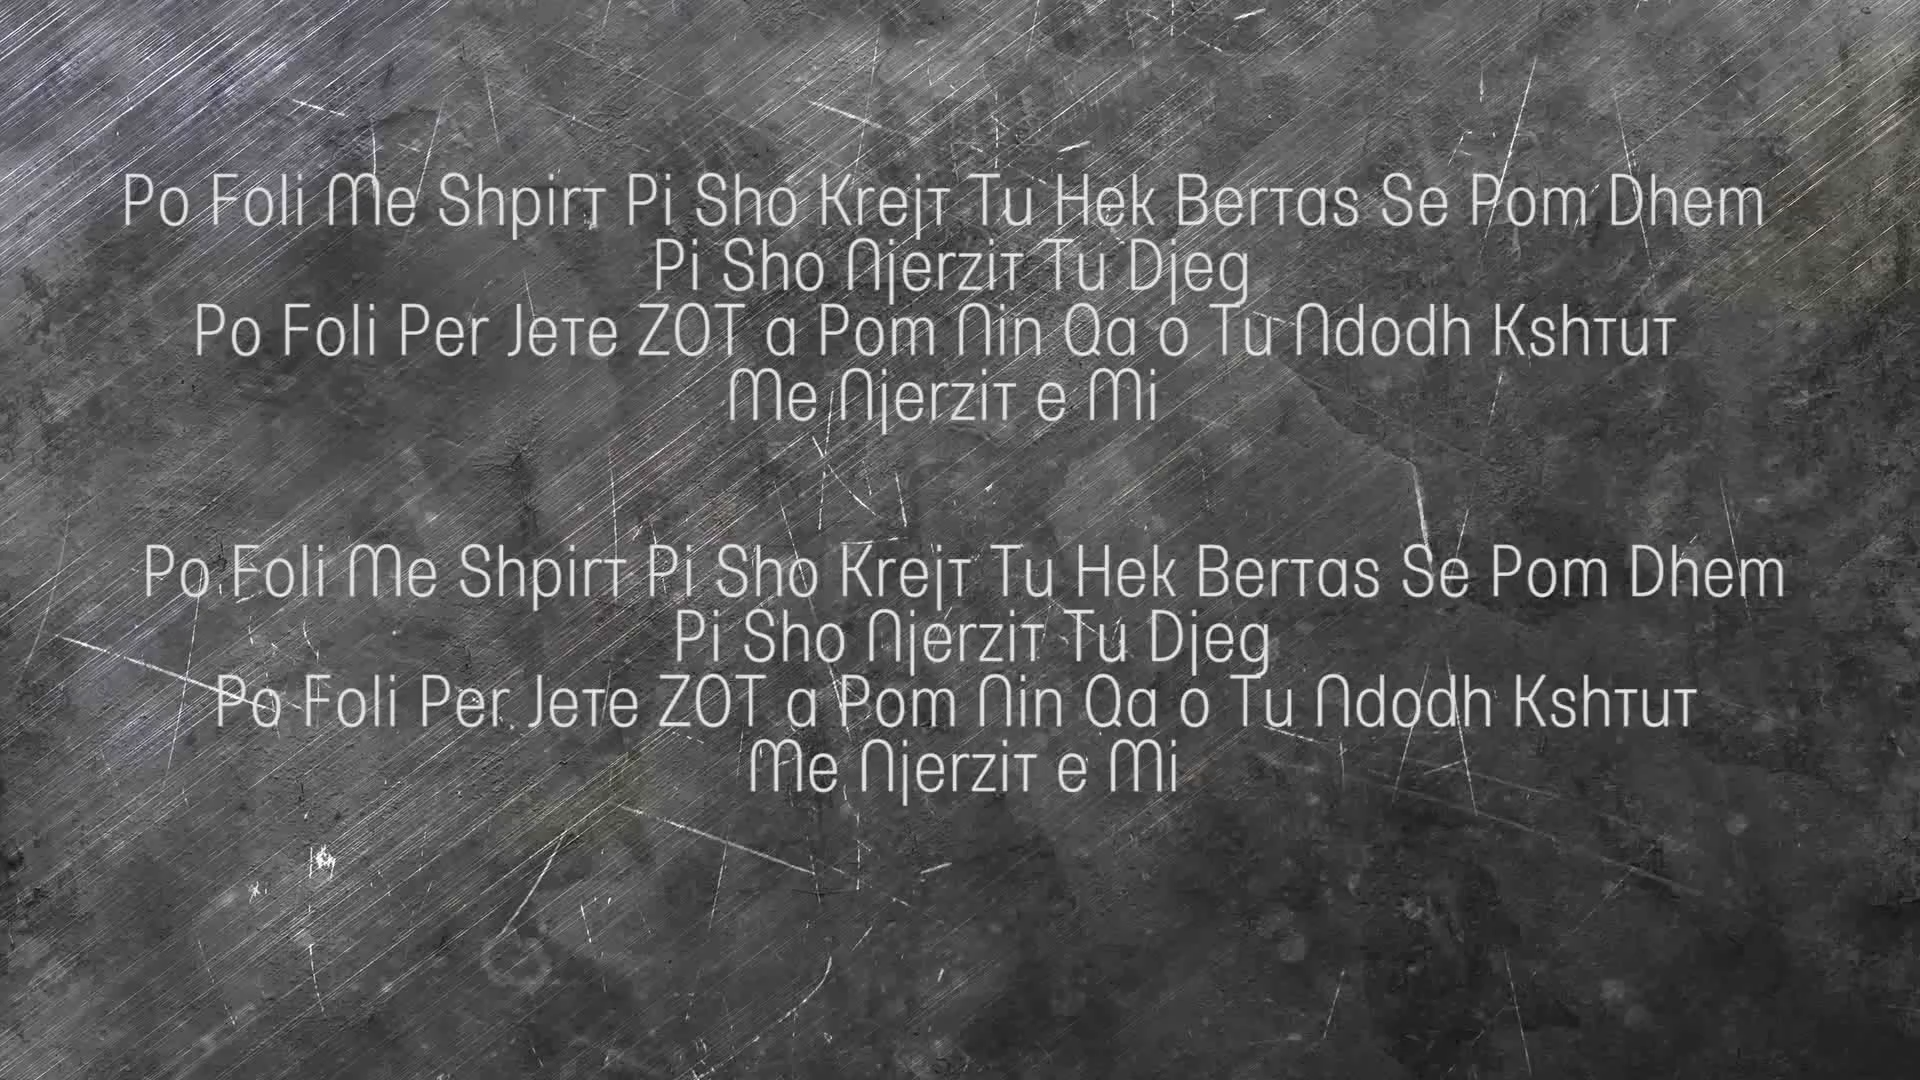 Po Foli Me Shpirt Pi Sho Krejt Tu Hek Bertas Se Pom Dhem
Pi Sho Njerzit Tu Djeg
Po Foli Per Jete ZOT a Pom Nin Qa o Tu Ndodh Kshtut
Me Njerzit e Mi
Po Foli Me Shpirt Pi Sho Krejt Tu Hek Bertas Se Pom Dhem
Pi Sho Njerzit Tu Djeg
Po Foli Per Jete ZOT a Pom Nin Qa o Tu Ndodh Kshtut
Me Njerzit e Mi